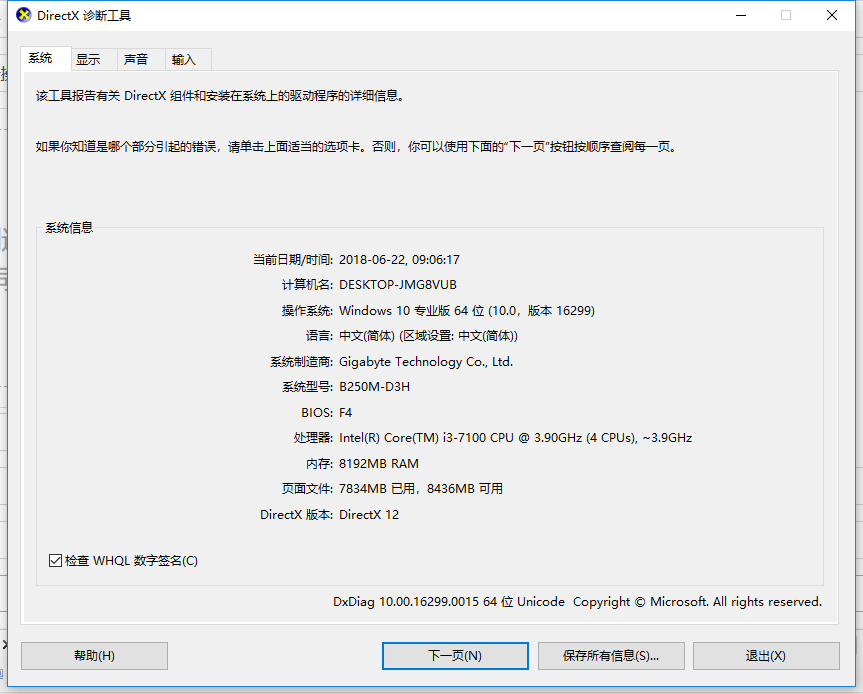 DirectX 诊断工具
系统 显示 声音 输入
该工具报告有关 DirectX 组件和安装在系统上的驱动程序的详细信息。
如果你知道是哪个部分引起的错误，请单击上面适当的选项卡。否则，你可以使用下面的“下一页”按钮按顺序查阅每一页。
系统信息
当前日期/时间: 2018-06-22, 09:06:17
计算机名: DESKTOP-JMG8VUB
操作系统: Windows 10 专业版 64 位 (10.0，版本 16299)
语言: 中文(简体) (区域设置: 中文(简体))
系统制造商: Gigabyte Technology Co., Ltd.
系统型号: B250M-D3H
BIOS: F4
处理器: Intel(R) Core(TM) i3-7100 CPU @ 3.90GHz (4 CPUs), ~3.9GHz
内存: 8192MB RAM
页面文件: 7834MB 已用，8436MB 可用
DirectX 版本: DirectX 12
检查 WHQL 数字签名(C)
DxDiag 10.00.16299.0015 64 位 Unicode Copyright © Microsoft. All rights reserved.
帮助(H) 下一页(N) 保存所有信息(S)... 退出(X)